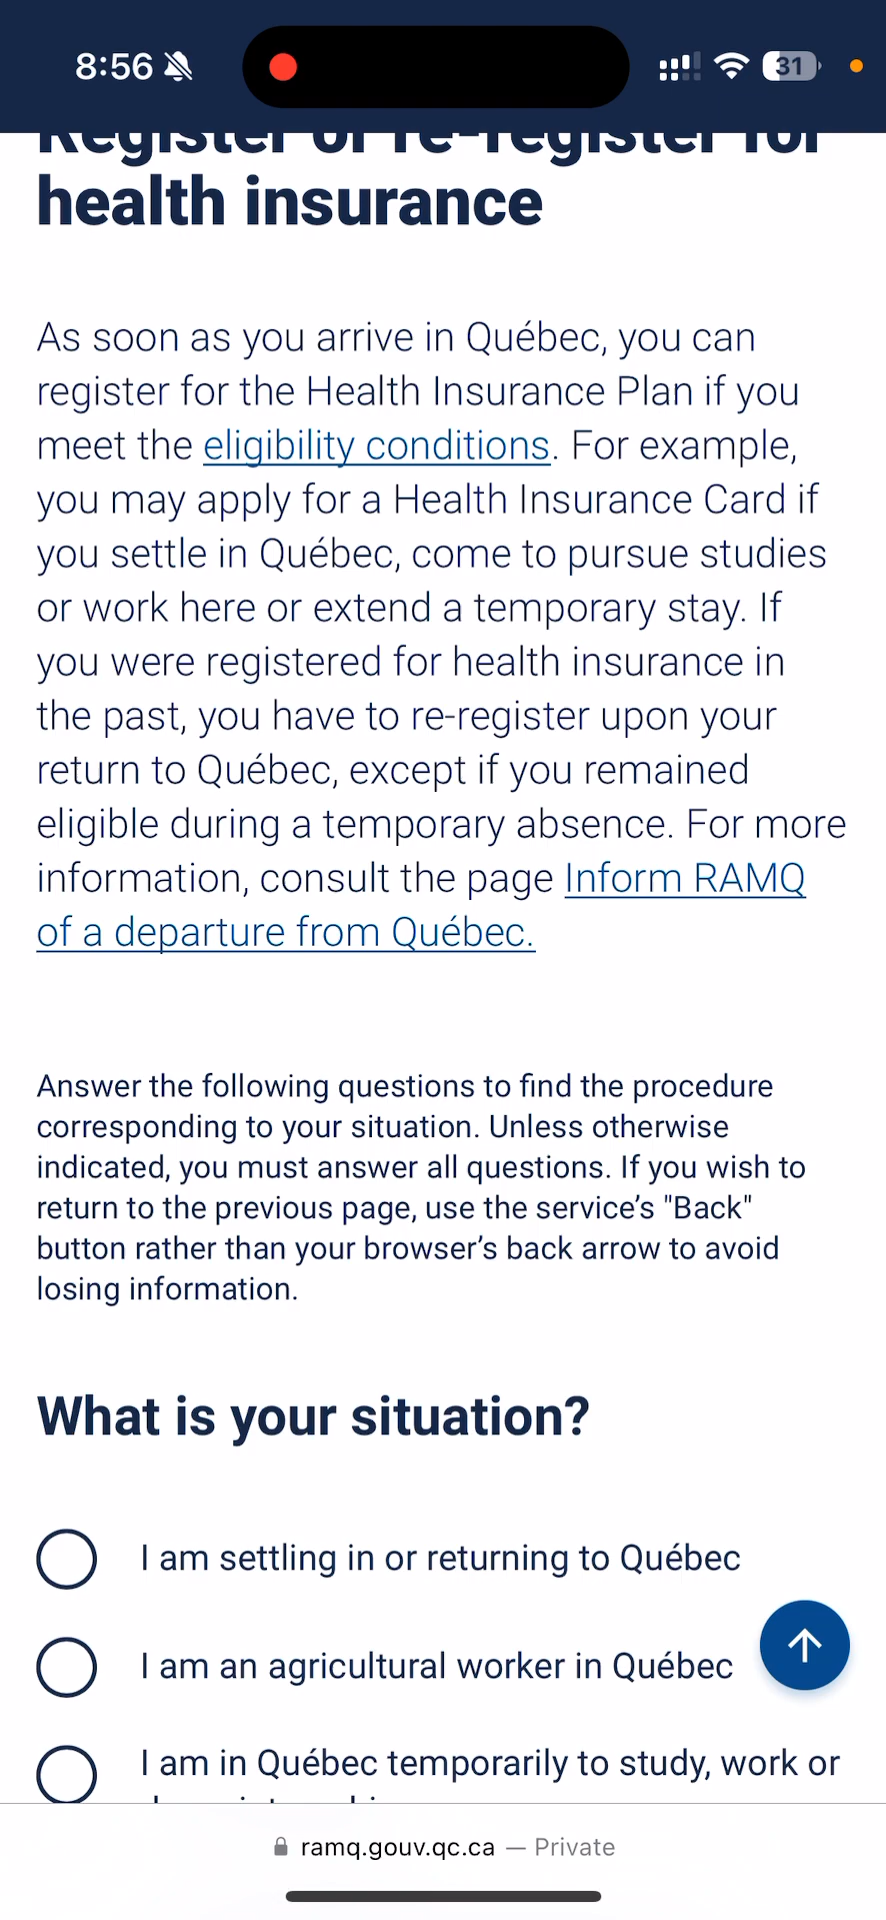 8:56
31
Register or re-register for
health insurance
As soon as you arrive in Québec, you can
register for the Health Insurance Plan if you
meet the eligibility conditions. For example,
you may apply for a Health Insurance Card if
you settle in Québec, come to pursue studies
or work here or extend a temporary stay. If
you were registered for health insurance in
the past, you have to re-register upon your
return to Québec, except if you remained
eligible during a temporary absence. For more
information, consult the page Inform RAMQ
of a departure from Québec.
Answer the following questions to find the procedure
corresponding to your situation. Unless otherwise
indicated, you must answer all questions. If you wish to
return to the previous page, use the service’s "Back"
button rather than your browser’s back arrow to avoid
losing information.
What is your situation?
I am settling in or returning to Québec
I am an agricultural worker in Québec
I am in Québec temporarily to study, work or
ramq.gouv.qc.ca — Private